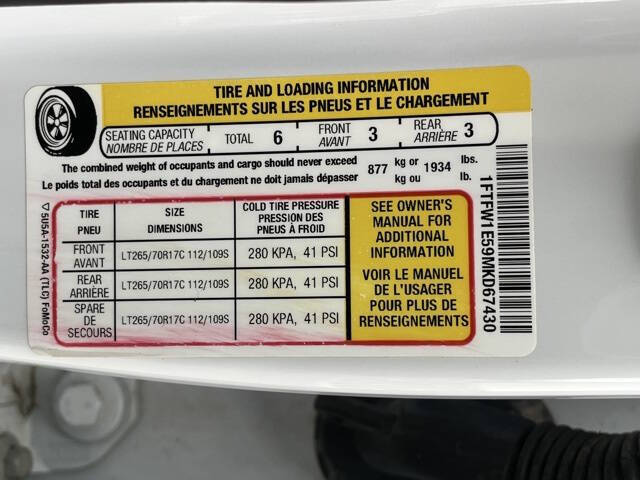 TIRE AND LOADING INFORMATION
RENSEIGNEMENTS SUR LES PNEUS ET LE CHARGEMENT
SEATING CAPACITY TOTAL 6 FRONT 3 REAR 3
NOMBRE DE PLACES AVANT ARRIÈRE
The combined weight of occupants and cargo should never exceed 877 kg or 1934 lbs.
Le poids total des occupants et du chargement ne doit jamais dépasser kg ou lb.
TIRE SIZE COLD TIRE PRESSURE
PNEU DIMENSIONS PRESSION DES
PNEUS À FROID
FRONT
AVANT LT265/70R17C 112/109S 280 KPA, 41 PSI
REAR
ARRIÈRE LT265/70R17C 112/109S 280 KPA, 41 PSI
SPARE
DE
SECOURS LT265/70R17C 112/109S 280 KPA, 41 PSI
SEE OWNER'S
MANUAL FOR
ADDITIONAL
INFORMATION
VOIR LE MANUEL
DE L'USAGER
POUR PLUS DE
RENSEIGNEMENTS
1FTFW1E59MKD67430
5U5A-1532-AA (TLC) FoMoCo